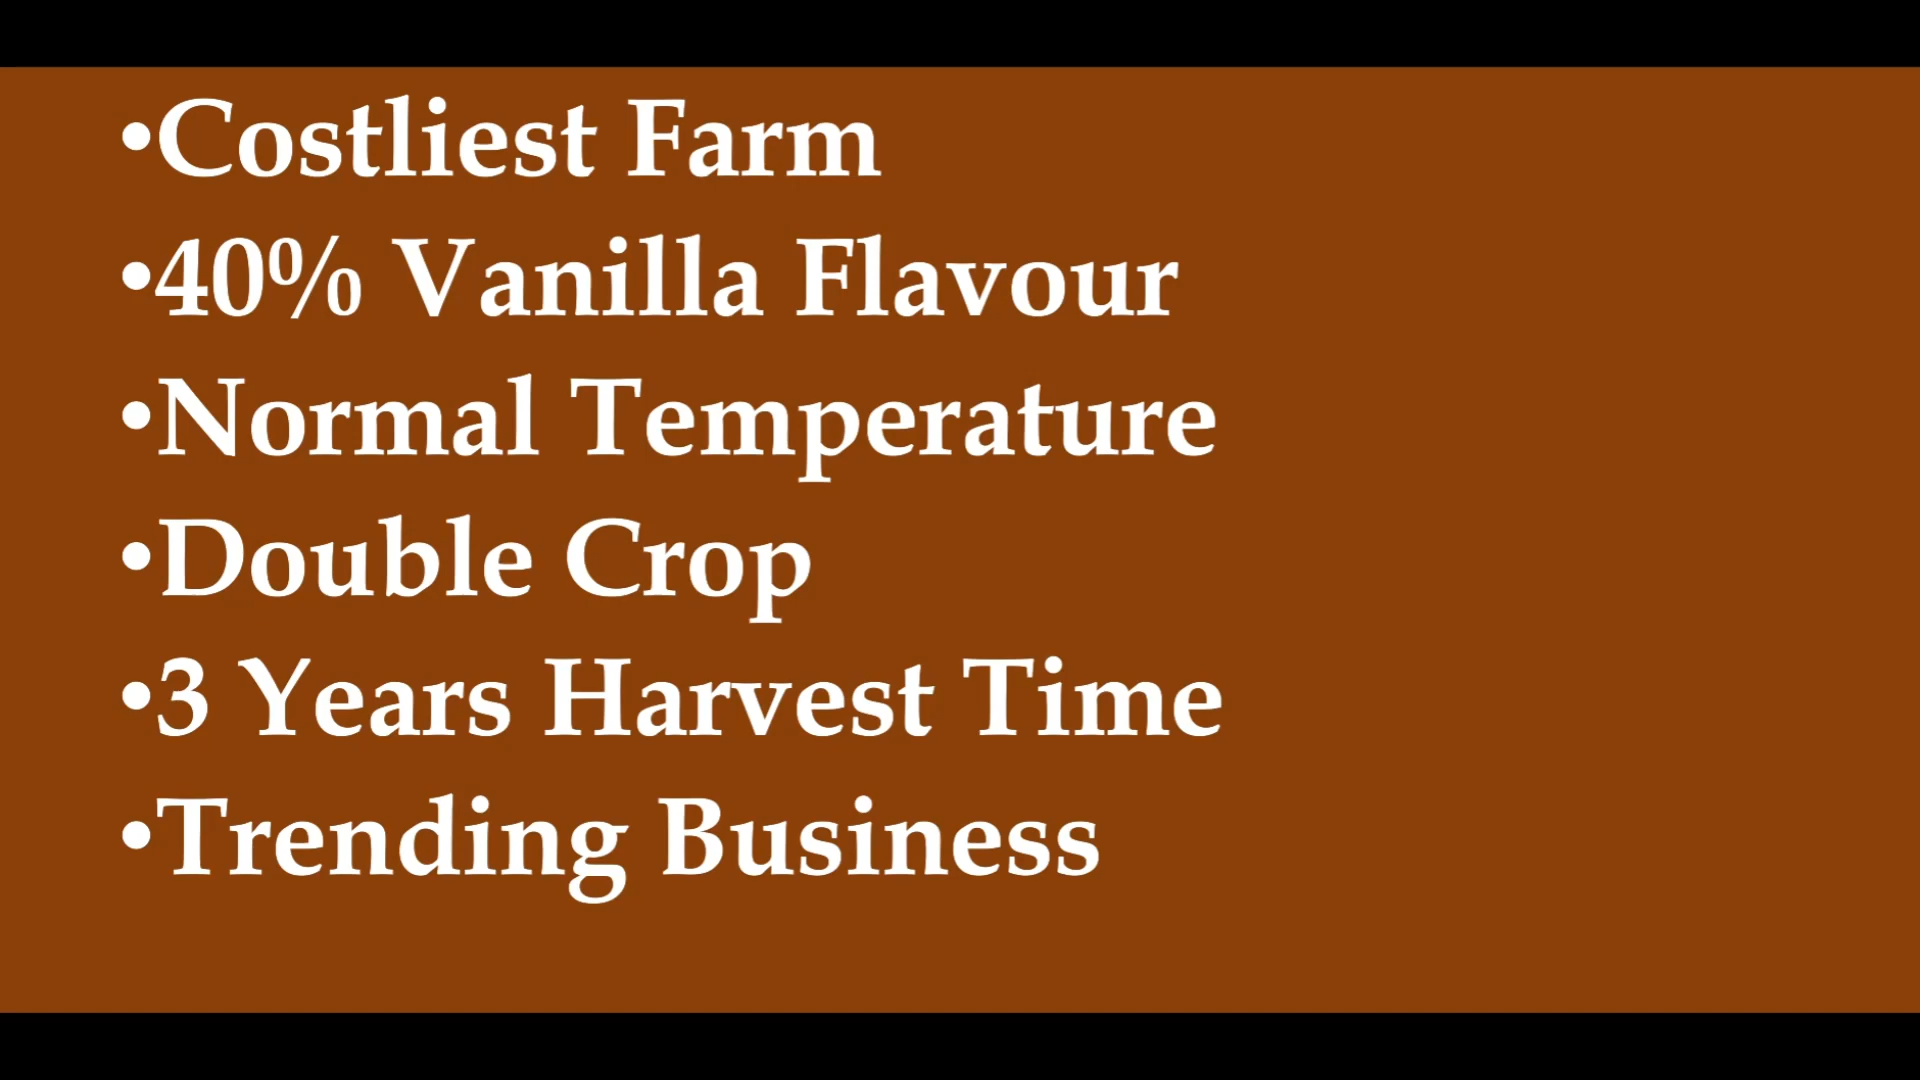 •Costliest Farm
•40% Vanilla Flavour
•Normal Temperature
•Double Crop
•3 Years Harvest Time
•Trending Business